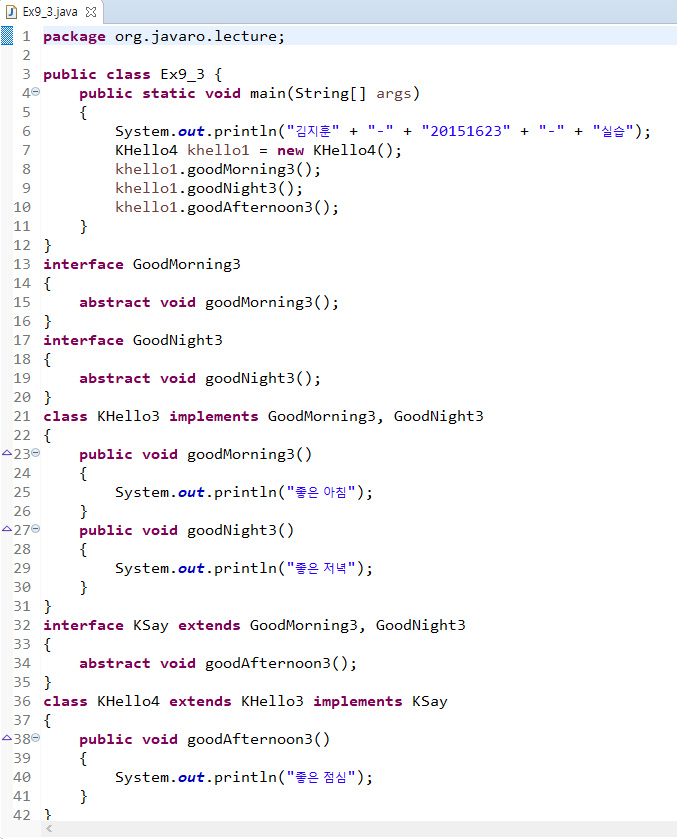 Ex9_3.java
1 package org.javaro.lecture;
2
3 public class Ex9_3 {
4     public static void main(String[] args)
5     {
6         System.out.println("김지훈" + "-" + "20151623" + "-" + "실습");
7         KHello4 khello1 = new KHello4();
8         khello1.goodMorning3();
9         khello1.goodNight3();
10         khello1.goodAfternoon3();
11     }
12 }
13 interface GoodMorning3
14 {
15     abstract void goodMorning3();
16 }
17 interface GoodNight3
18 {
19     abstract void goodNight3();
20 }
21 class KHello3 implements GoodMorning3, GoodNight3
22 {
23     public void goodMorning3()
24     {
25         System.out.println("좋은 아침");
26     }
27     public void goodNight3()
28     {
29         System.out.println("좋은 저녁");
30     }
31 }
32 interface KSay extends GoodMorning3, GoodNight3
33 {
34     abstract void goodAfternoon3();
35 }
36 class KHello4 extends KHello3 implements KSay
37 {
38     public void goodAfternoon3()
39     {
40         System.out.println("좋은 점심");
41     }
42 }